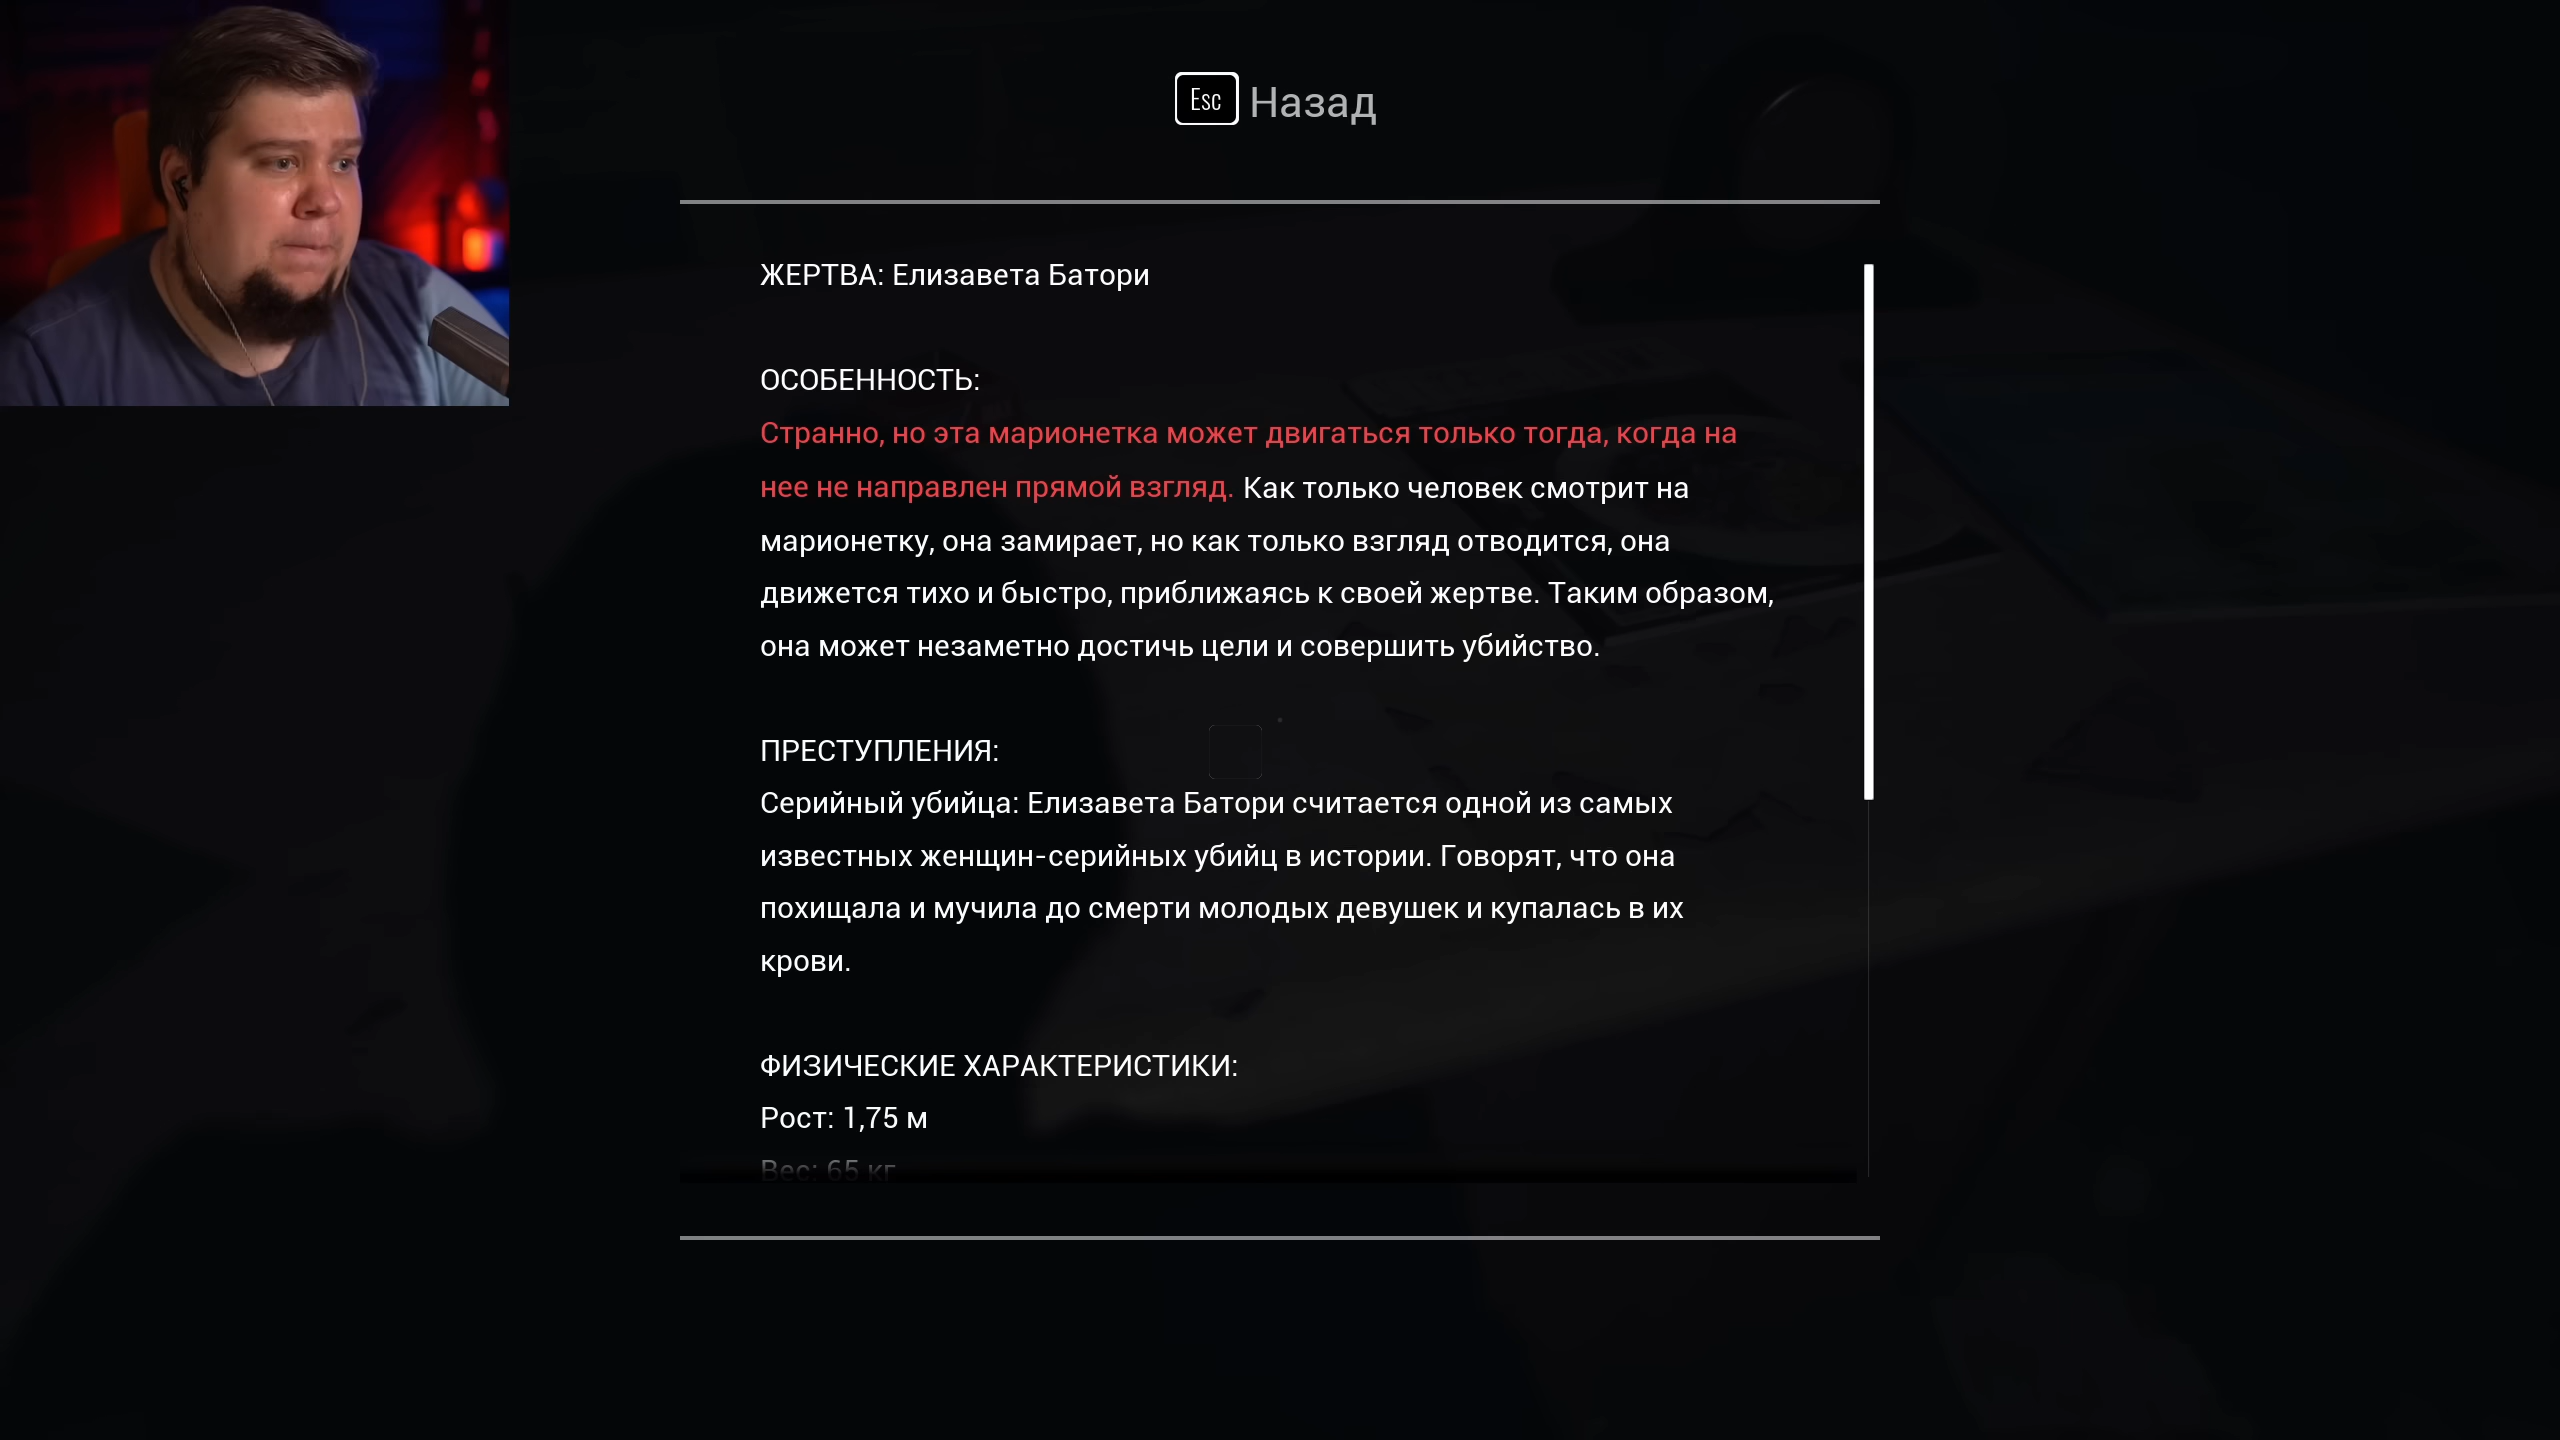 Esc Назад
ЖЕРТВА: Елизавета Батори
ОСОБЕННОСТЬ:
Странно, но эта марионетка может двигаться только тогда, когда на
нее не направлен прямой взгляд. Как только человек смотрит на
марионетку, она замирает, но как только взгляд отводится, она
движется тихо и быстро, приближаясь к своей жертве. Таким образом,
она может незаметно достичь цели и совершить убийство.
ПРЕСТУПЛЕНИЯ:
Серийный убийца: Елизавета Батори считается одной из самых
известных женщин-серийных убийц в истории. Говорят, что она
похищала и мучила до смерти молодых девушек и купалась в их
крови.
ФИЗИЧЕСКИЕ ХАРАКТЕРИСТИКИ:
Рост: 1,75 м
Вес: 65 кг